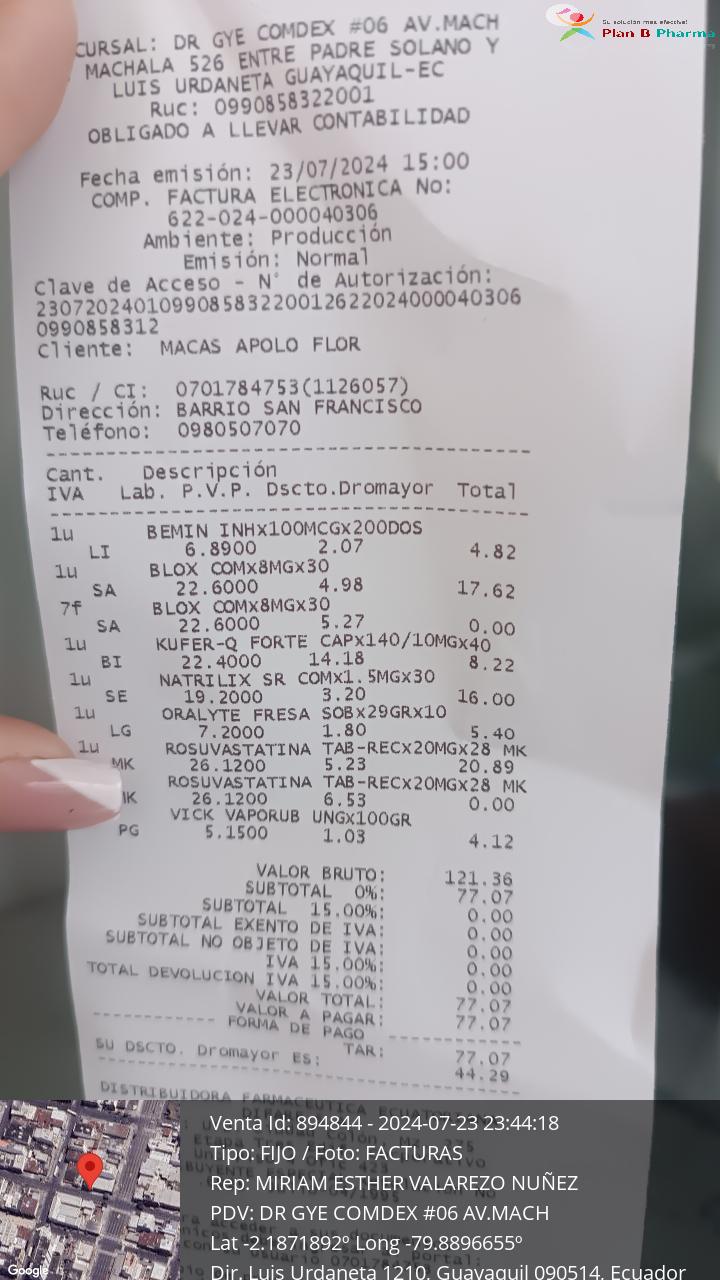 Su solución más efectiva!
Plan B Pharma
CURSAL: DR GYE COMDEX #06 AV.MACH
MACHALA 526 ENTRE PADRE SOLANO Y
LUIS URDANETA GUAYAQUIL-EC
Ruc: 0990858322001
OBLIGADO A LLEVAR CONTABILIDAD
Fecha emisión: 23/07/2024 15:00
COMP. FACTURA ELECTRONICA No:
622-024-000040306
Ambiente: Producción
Emisión: Normal
Clave de Acceso - N° de Autorización:
230720240109908583220012622024000040306
0990858312
Cliente: MACAS APOLO FLOR
Ruc / CI: 0701784753(1126057)
Dirección: BARRIO SAN FRANCISCO
Teléfono: 0980507070
Cant. Descripción
IVA Lab. P.V.P. Dscto.Dromayor Total
1u BEMIN INHx100MCGx200DOS
LI 6.8900 2.07 4.82
1u BLOX COMx8MGx30
SA 22.6000 4.98 17.62
7f BLOX COMx8MGx30
SA 22.6000 5.27 0.00
1u KUFER-Q FORTE CAPx140/10MGx40
BI 22.4000 14.18 8.22
1u NATRILIX SR COMx1.5MGx30
SE 19.2000 3.20 16.00
1u ORALYTE FRESA SOBx29GRx10
LG 7.2000 1.80 5.40
1u ROSUVASTATINA TAB-RECx20MGx28 MK
MK 26.1200 5.23 20.89
ROSUVASTATINA TAB-RECx20MGx28 MK
26.1200 6.53 0.00
VICK VAPORUB UNGx100GR
PG 5.1500 1.03 4.12
VALOR BRUTO: 121.36
SUBTOTAL 0%: 77.07
SUBTOTAL 15.00%: 0.00
SUBTOTAL EXENTO DE IVA: 0.00
SUBTOTAL NO OBJETO DE IVA: 0.00
IVA 15.00%: 0.00
TOTAL DEVOLUCION IVA 15.00%: 0.00
VALOR TOTAL: 77.07
VALOR A PAGAR: 77.07
---------- FORMA DE PAGO ----------
TAR: 77.07
SU DSCTO. Dromayor ES: 44.29
DISTRIBUIDORA FARMACEUTICA
Venta Id: 894844 - 2024-07-23 23:44:18
Tipo: FIJO / Foto: FACTURAS
Rep: MIRIAM ESTHER VALAREZO NUÑEZ
PDV: DR GYE COMDEX #06 AV.MACH
Lat -2.1871892º Long -79.8896655º
Dir. Luis Urdaneta 1210, Guayaquil 090514, Ecuador
Google